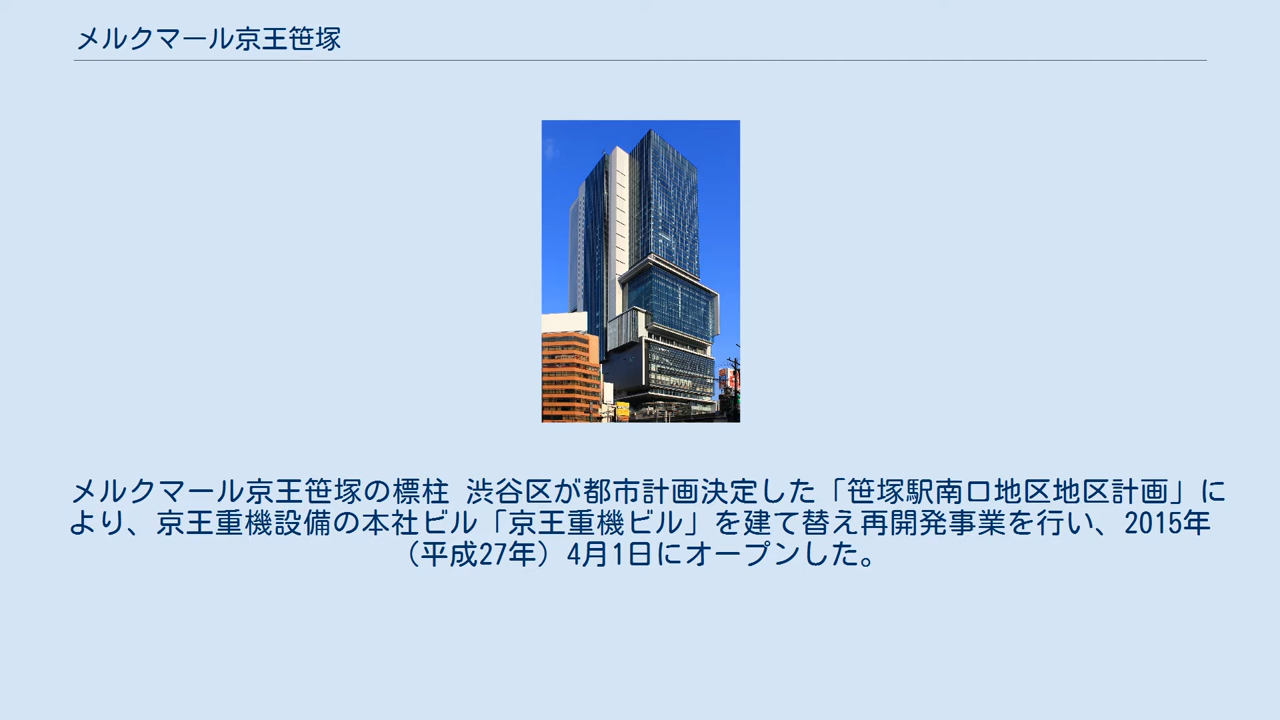 メルクマール京王笹塚
メルクマール京王笹塚の標柱 渋谷区が都市計画決定した「笹塚駅南口地区地区計画」に
より、京王重機設備の本社ビル「京王重機ビル」を建て替え再開発事業を行い、2015年
（平成27年）4月1日にオープンした。